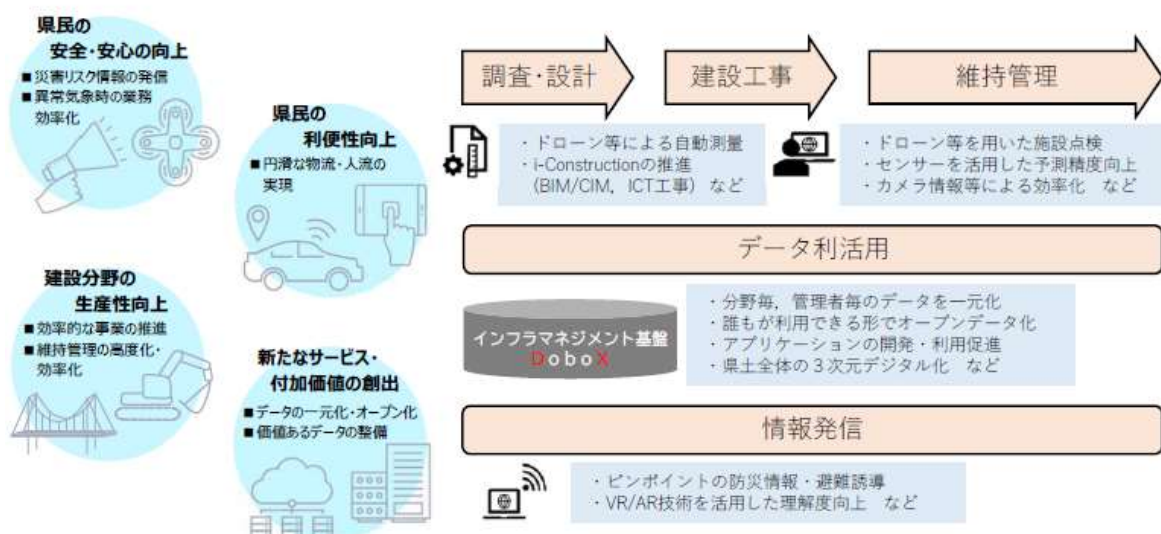 県民の
安全・安心の向上
■災害リスク情報の発信
■異常気象時の業務
効率化
県民の
利便性向上
■円滑な物流・人流の
実現
建設分野の
生産性向上
■効率的な事業の推進
■維持管理の高度化・
効率化
新たなサービス・
付加価値の創出
■データの一元化・オープン化
■価値あるデータの整備
調査・設計
建設工事
維持管理
・ドローン等による自動測量
・i-Constructionの推進
（BIM/CIM，ICT工事）など
・ドローン等を用いた施設点検
・センサーを活用した予測精度向上
・カメラ情報等による効率化　など
データ利活用
インフラマネジメント基盤
DoboX
・分野毎，管理者毎のデータを一元化
・誰もが利用できる形でオープンデータ化
・アプリケーションの開発・利用促進
・県土全体の３次元デジタル化　など
情報発信
・ピンポイントの防災情報・避難誘導
・VR/AR技術を活用した理解度向上　など